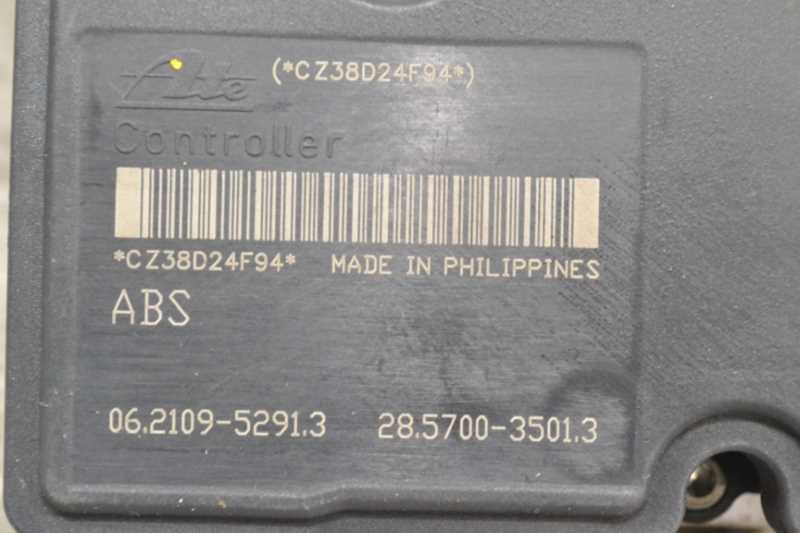 Ate (*CZ38D24F94*)
Controller
*CZ38D24F94* MADE IN PHILIPPINES
ABS
06.2109-5291.3 28.5700-3501.3